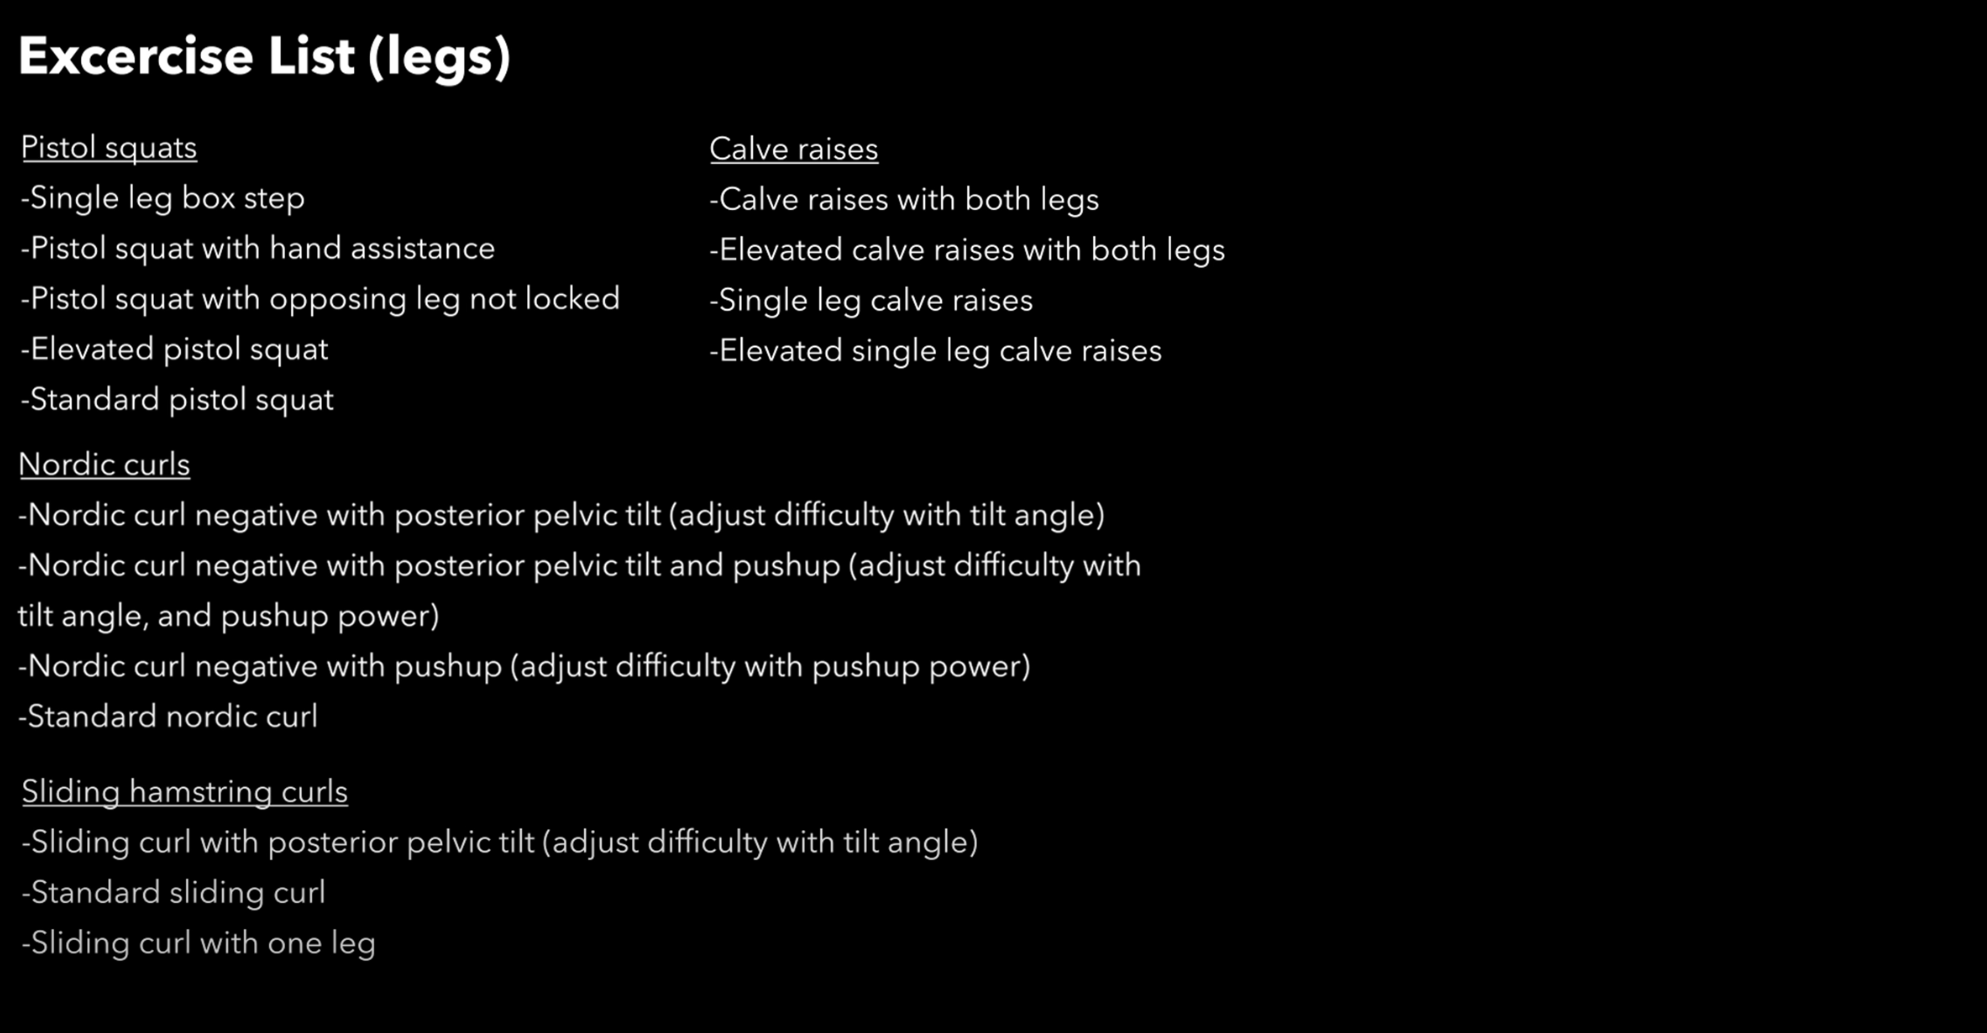 Excercise List (legs)
Pistol squats
-Single leg box step
-Pistol squat with hand assistance
-Pistol squat with opposing leg not locked
-Elevated pistol squat
-Standard pistol squat
Calve raises
-Calve raises with both legs
-Elevated calve raises with both legs
-Single leg calve raises
-Elevated single leg calve raises
Nordic curls
-Nordic curl negative with posterior pelvic tilt (adjust difficulty with tilt angle)
-Nordic curl negative with posterior pelvic tilt and pushup (adjust difficulty with
tilt angle, and pushup power)
-Nordic curl negative with pushup (adjust difficulty with pushup power)
-Standard nordic curl
Sliding hamstring curls
-Sliding curl with posterior pelvic tilt (adjust difficulty with tilt angle)
-Standard sliding curl
-Sliding curl with one leg